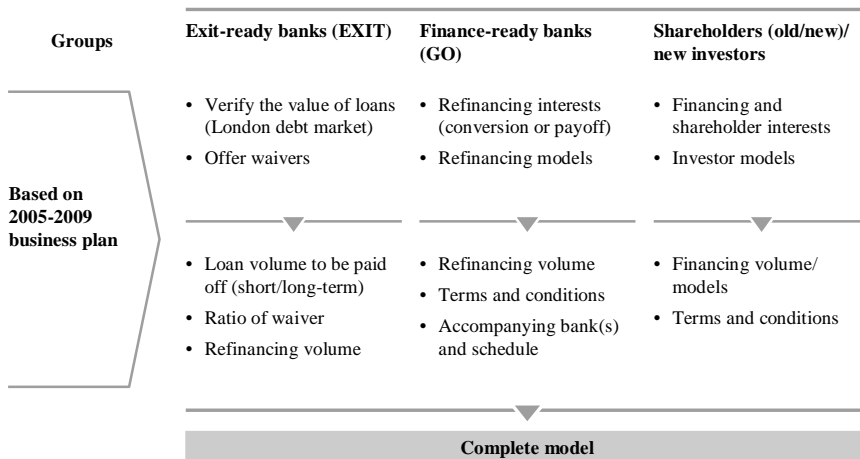 Groups
Exit-ready banks (EXIT)
Finance-ready banks
(GO)
Shareholders (old/new)/
new investors
Based on
2005-2009
business plan
• Verify the value of loans
(London debt market)
• Offer waivers
• Refinancing interests
(conversion or payoff)
• Refinancing models
• Financing and
shareholder interests
• Investor models
• Loan volume to be paid
off (short/long-term)
• Ratio of waiver
• Refinancing volume
• Refinancing volume
• Terms and conditions
• Accompanying bank(s)
and schedule
• Financing volume/
models
• Terms and conditions
Complete model